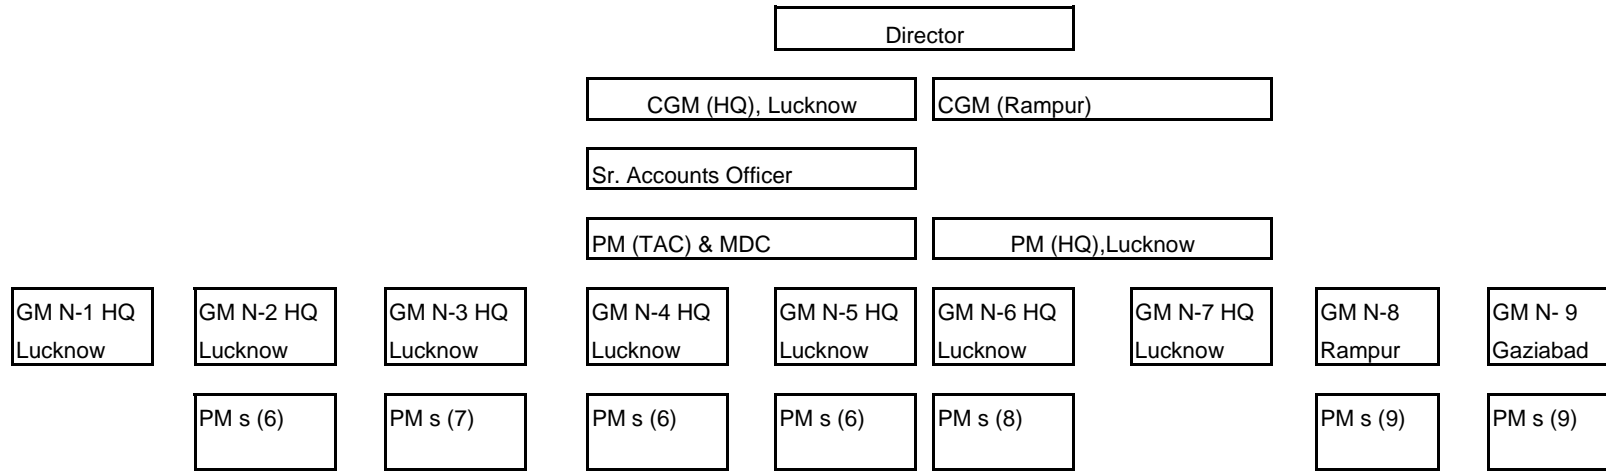 Director
CGM (HQ), Lucknow
CGM (Rampur)
Sr. Accounts Officer
PM (TAC) & MDC
PM (HQ),Lucknow
GM N-1 HQ
Lucknow
GM N-2 HQ
Lucknow
GM N-3 HQ
Lucknow
GM N-4 HQ
Lucknow
GM N-5 HQ
Lucknow
GM N-6 HQ
Lucknow
GM N-7 HQ
Lucknow
GM N-8
Rampur
GM N- 9
Gaziabad
PM s (6)
PM s (7)
PM s (6)
PM s (6)
PM s (8)
PM s (9)
PM s (9)